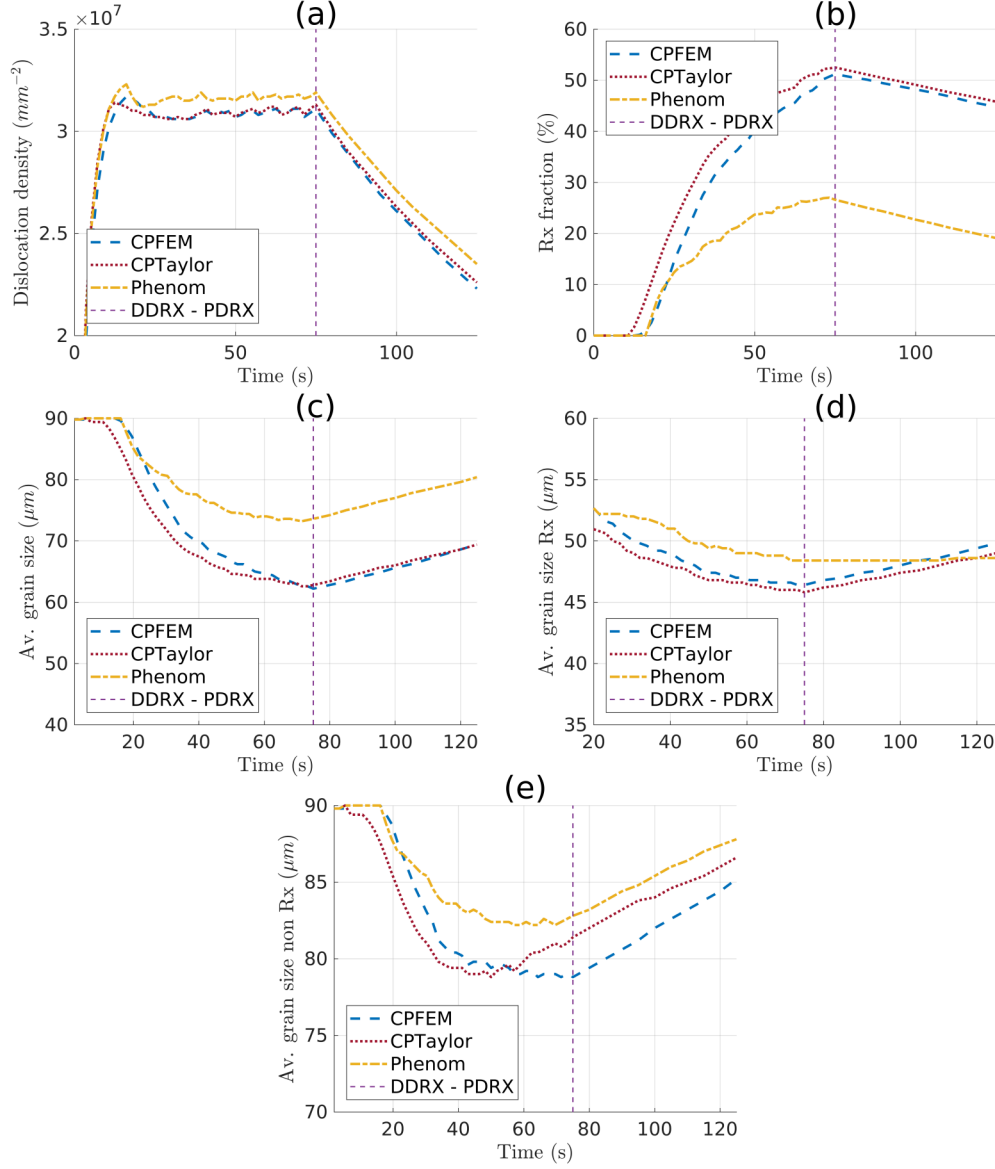 (a)
×10⁷
3.5
3
2.5
2
Dislocation density (mm⁻²)
CPFEM
CPTaylor
Phenom
DDRX - PDRX
0 50 100
Time (s)
(b)
60
50
40
30
20
10
0
Rx fraction (%)
CPFEM
CPTaylor
Phenom
DDRX - PDRX
0 50 100
Time (s)
(c)
90
80
70
60
50
40
Av. grain size (μm)
CPFEM
CPTaylor
Phenom
DDRX - PDRX
20 40 60 80 100 120
Time (s)
(d)
60
55
50
45
40
35
Av. grain size Rx (μm)
CPFEM
CPTaylor
Phenom
DDRX - PDRX
20 40 60 80 100 120
Time (s)
(e)
90
85
80
75
70
Av. grain size non Rx (μm)
CPFEM
CPTaylor
Phenom
DDRX - PDRX
20 40 60 80 100 120
Time (s)